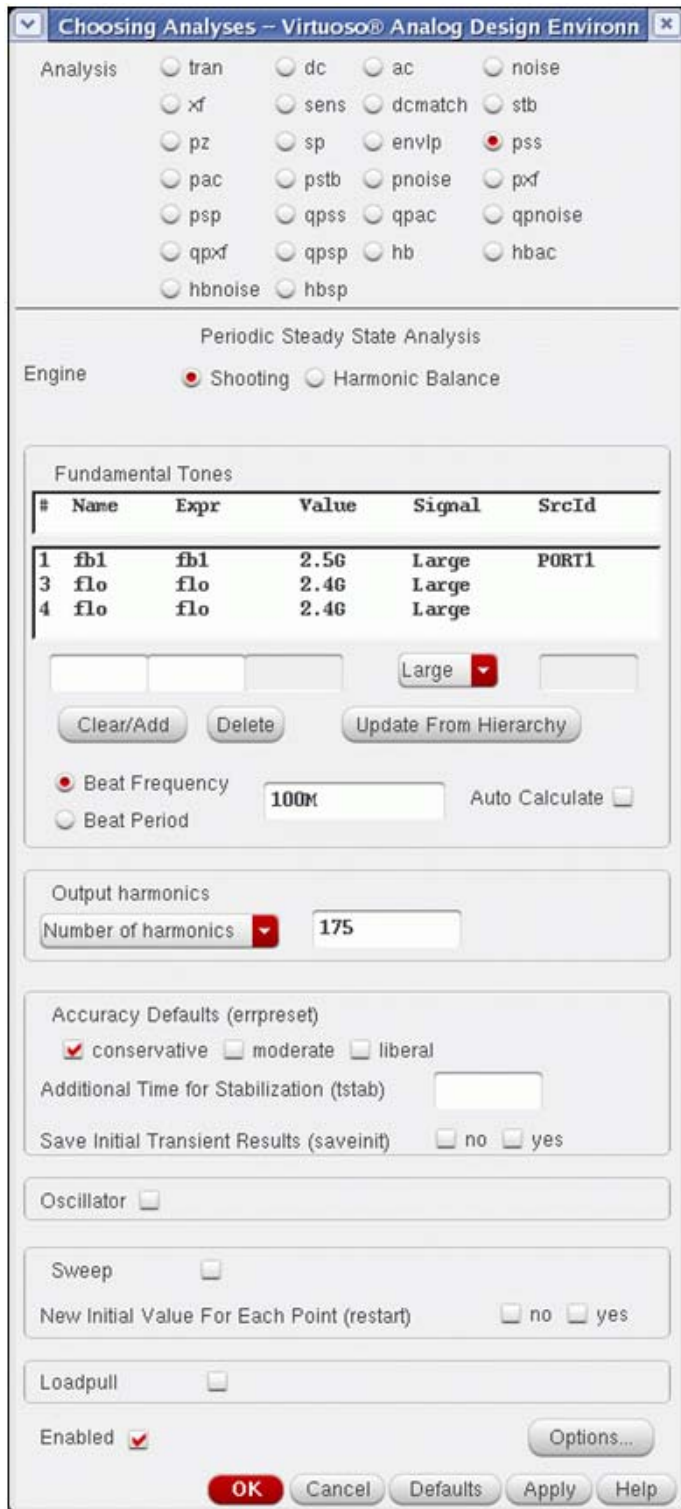 Choosing Analyses -- Virtuoso® Analog Design Environn
Analysis tran dc ac noise
xf sens dcmatch stb
pz sp envlp pss
pac pstb pnoise pxf
psp qpss qpac qpnoise
qpxf qpsp hb hbac
hbnoise hbsp
Periodic Steady State Analysis
Engine Shooting Harmonic Balance
Fundamental Tones
# Name Expr Value Signal SrcId
1 fb1 fb1 2.5G Large PORT1
3 flo flo 2.4G Large
4 flo flo 2.4G Large
Large
Clear/Add Delete Update From Hierarchy
Beat Frequency 100M Auto Calculate
Beat Period
Output harmonics
Number of harmonics 175
Accuracy Defaults (errpreset)
conservative moderate liberal
Additional Time for Stabilization (tstab)
Save Initial Transient Results (saveinit) no yes
Oscillator
Sweep
New Initial Value For Each Point (restart) no yes
Loadpull
Enabled Options...
OK Cancel Defaults Apply Help